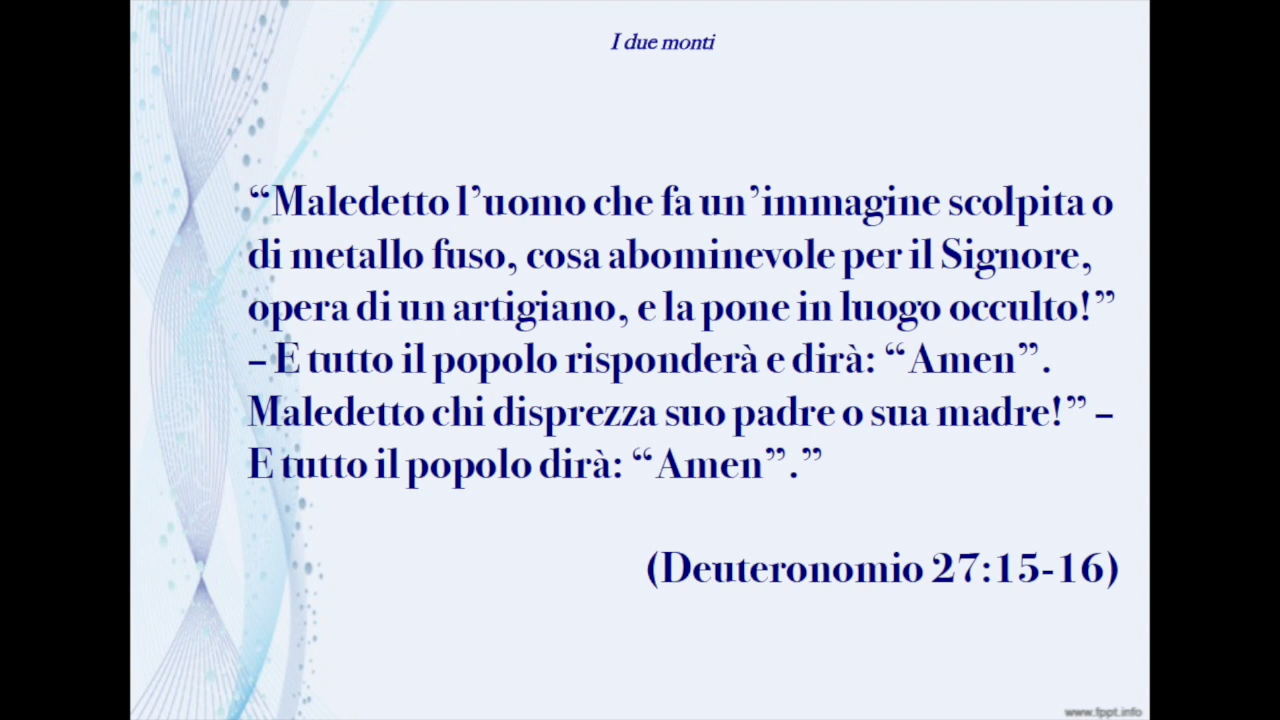 I due monti
“Maledetto l’uomo che fa un’immagine scolpita o
di metallo fuso, cosa abominevole per il Signore,
opera di un artigiano, e la pone in luogo occulto!”
– E tutto il popolo risponderà e dirà: “Amen”.
Maledetto chi disprezza suo padre o sua madre!” –
E tutto il popolo dirà: “Amen”.”
(Deuteronomio 27:15-16)
www.fppt.info